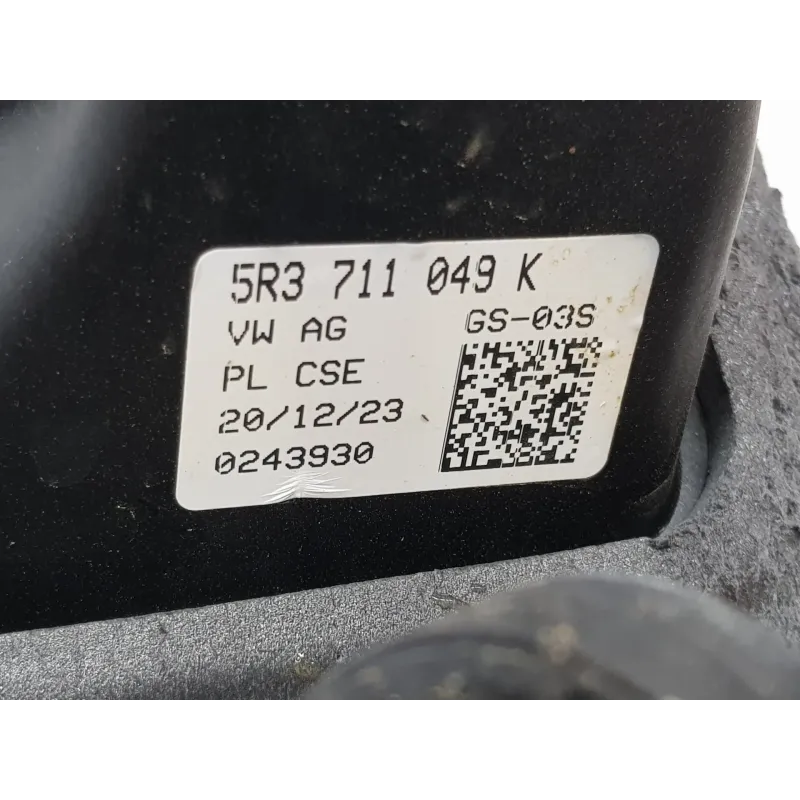 5R3 711 049 K
VW AG GS-03S
PL CSE
20/12/23
0243930